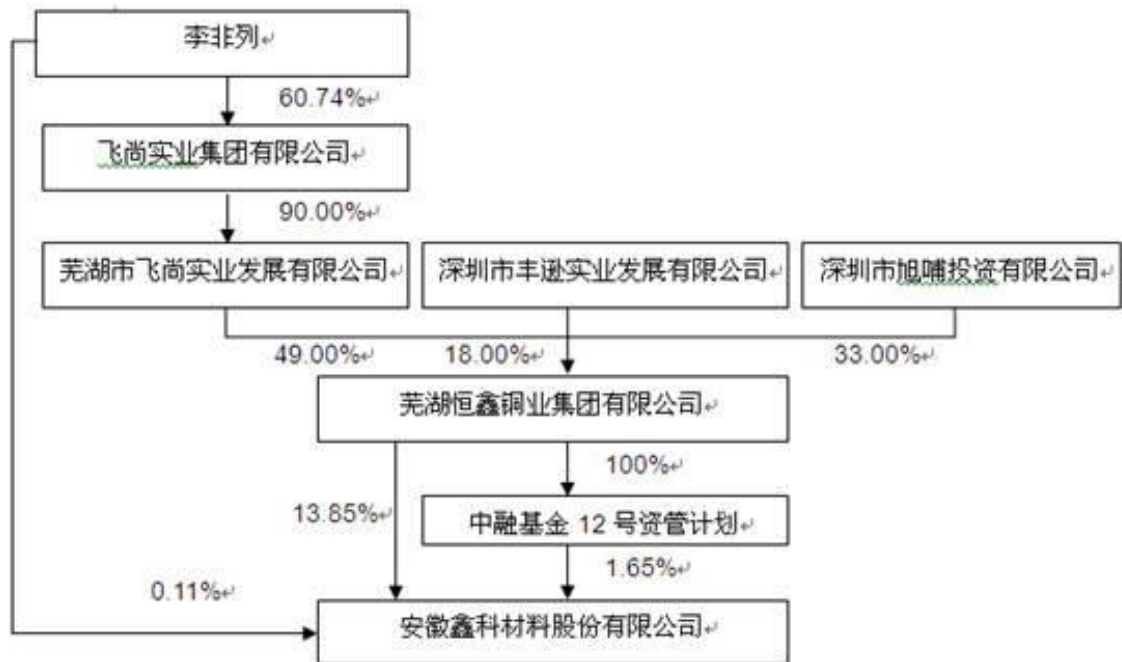 李非列
60.74%
飞尚实业集团有限公司
90.00%
芜湖市飞尚实业发展有限公司
深圳市丰逊实业发展有限公司
深圳市旭哺投资有限公司
49.00%
18.00%
33.00%
芜湖恒鑫铜业集团有限公司
100%
13.85%
中融基金 12 号资管计划
1.65%
0.11%
安徽鑫科材料股份有限公司